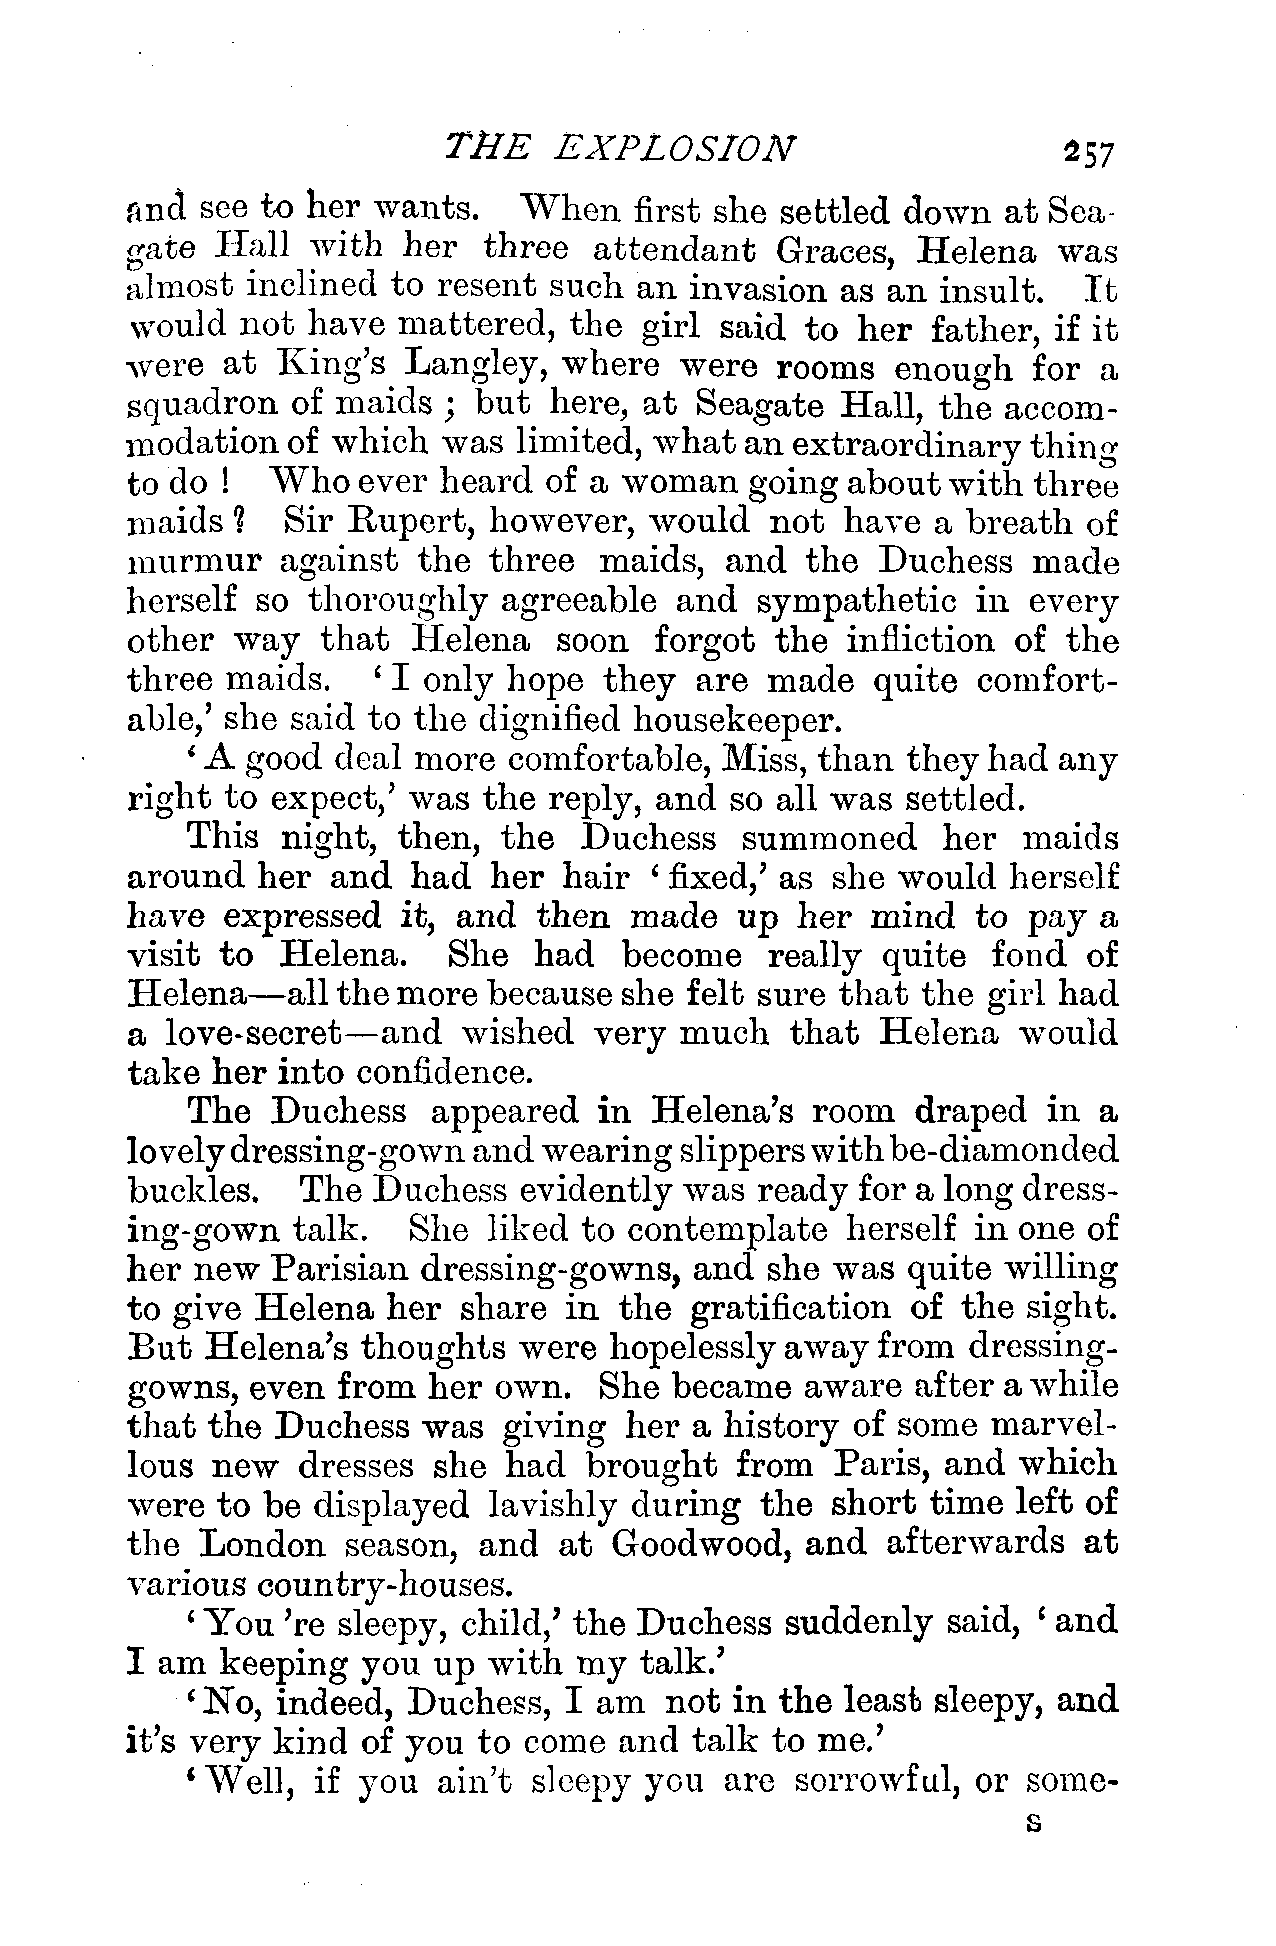 THE EXPLOSION 257
and see to her wants. When first she settled down at Sea-
gate Hall with her three attendant Graces, Helena was
almost inclined to resent such an invasion as an insult. It
would not have mattered, the girl said to her father, if it
were at King's Langley, where were rooms enough for a
squadron of maids ; but here, at Seagate Hall, the accom-
modation of which was limited, what an extraordinary thing
to do ! Who ever heard of a woman going about with three
maids ? Sir Rupert, however, would not have a breath of
murmur against the three maids, and the Duchess made
herself so thoroughly agreeable and sympathetic in every
other way that Helena soon forgot the infliction of the
three maids. ‘ I only hope they are made quite comfort-
able,’ she said to the dignified housekeeper.
‘ A good deal more comfortable, Miss, than they had any
right to expect,’ was the reply, and so all was settled.
This night, then, the Duchess summoned her maids
around her and had her hair ‘ fixed,’ as she would herself
have expressed it, and then made up her mind to pay a
visit to Helena. She had become really quite fond of
Helena—all the more because she felt sure that the girl had
a love-secret—and wished very much that Helena would
take her into confidence.
The Duchess appeared in Helena's room draped in a
lovely dressing-gown and wearing slippers with be-diamonded
buckles. The Duchess evidently was ready for a long dress-
ing-gown talk. She liked to contemplate herself in one of
her new Parisian dressing-gowns, and she was quite willing
to give Helena her share in the gratification of the sight.
But Helena's thoughts were hopelessly away from dressing-
gowns, even from her own. She became aware after a while
that the Duchess was giving her a history of some marvel-
lous new dresses she had brought from Paris, and which
were to be displayed lavishly during the short time left of
the London season, and at Goodwood, and afterwards at
various country-houses.
‘ You 're sleepy, child,’ the Duchess suddenly said, ‘ and
I am keeping you up with my talk.’
‘ No, indeed, Duchess, I am not in the least sleepy, and
it's very kind of you to come and talk to me.’
‘ Well, if you ain't sleepy you are sorrowful, or some-
S